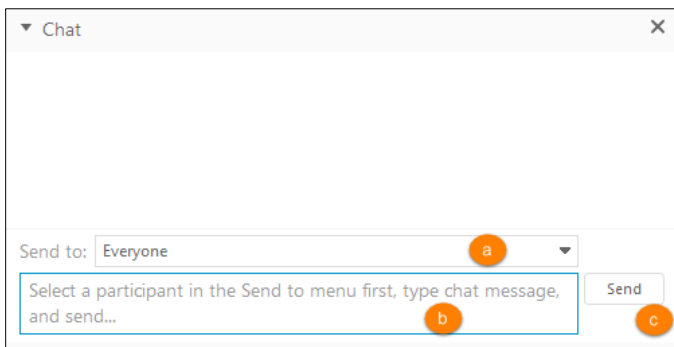 Chat
Send to: Everyone a
Select a participant in the Send to menu first, type chat message, Send
and send... b c